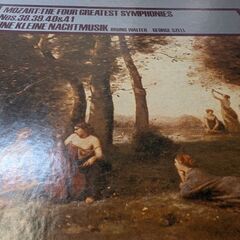 MOZART:THE FOUR GREATEST SYMPHONIES
Nos.38.39.40&41
INE KLEINE NACHTMUSIK BRUNO WALTER GEORGE SZELL